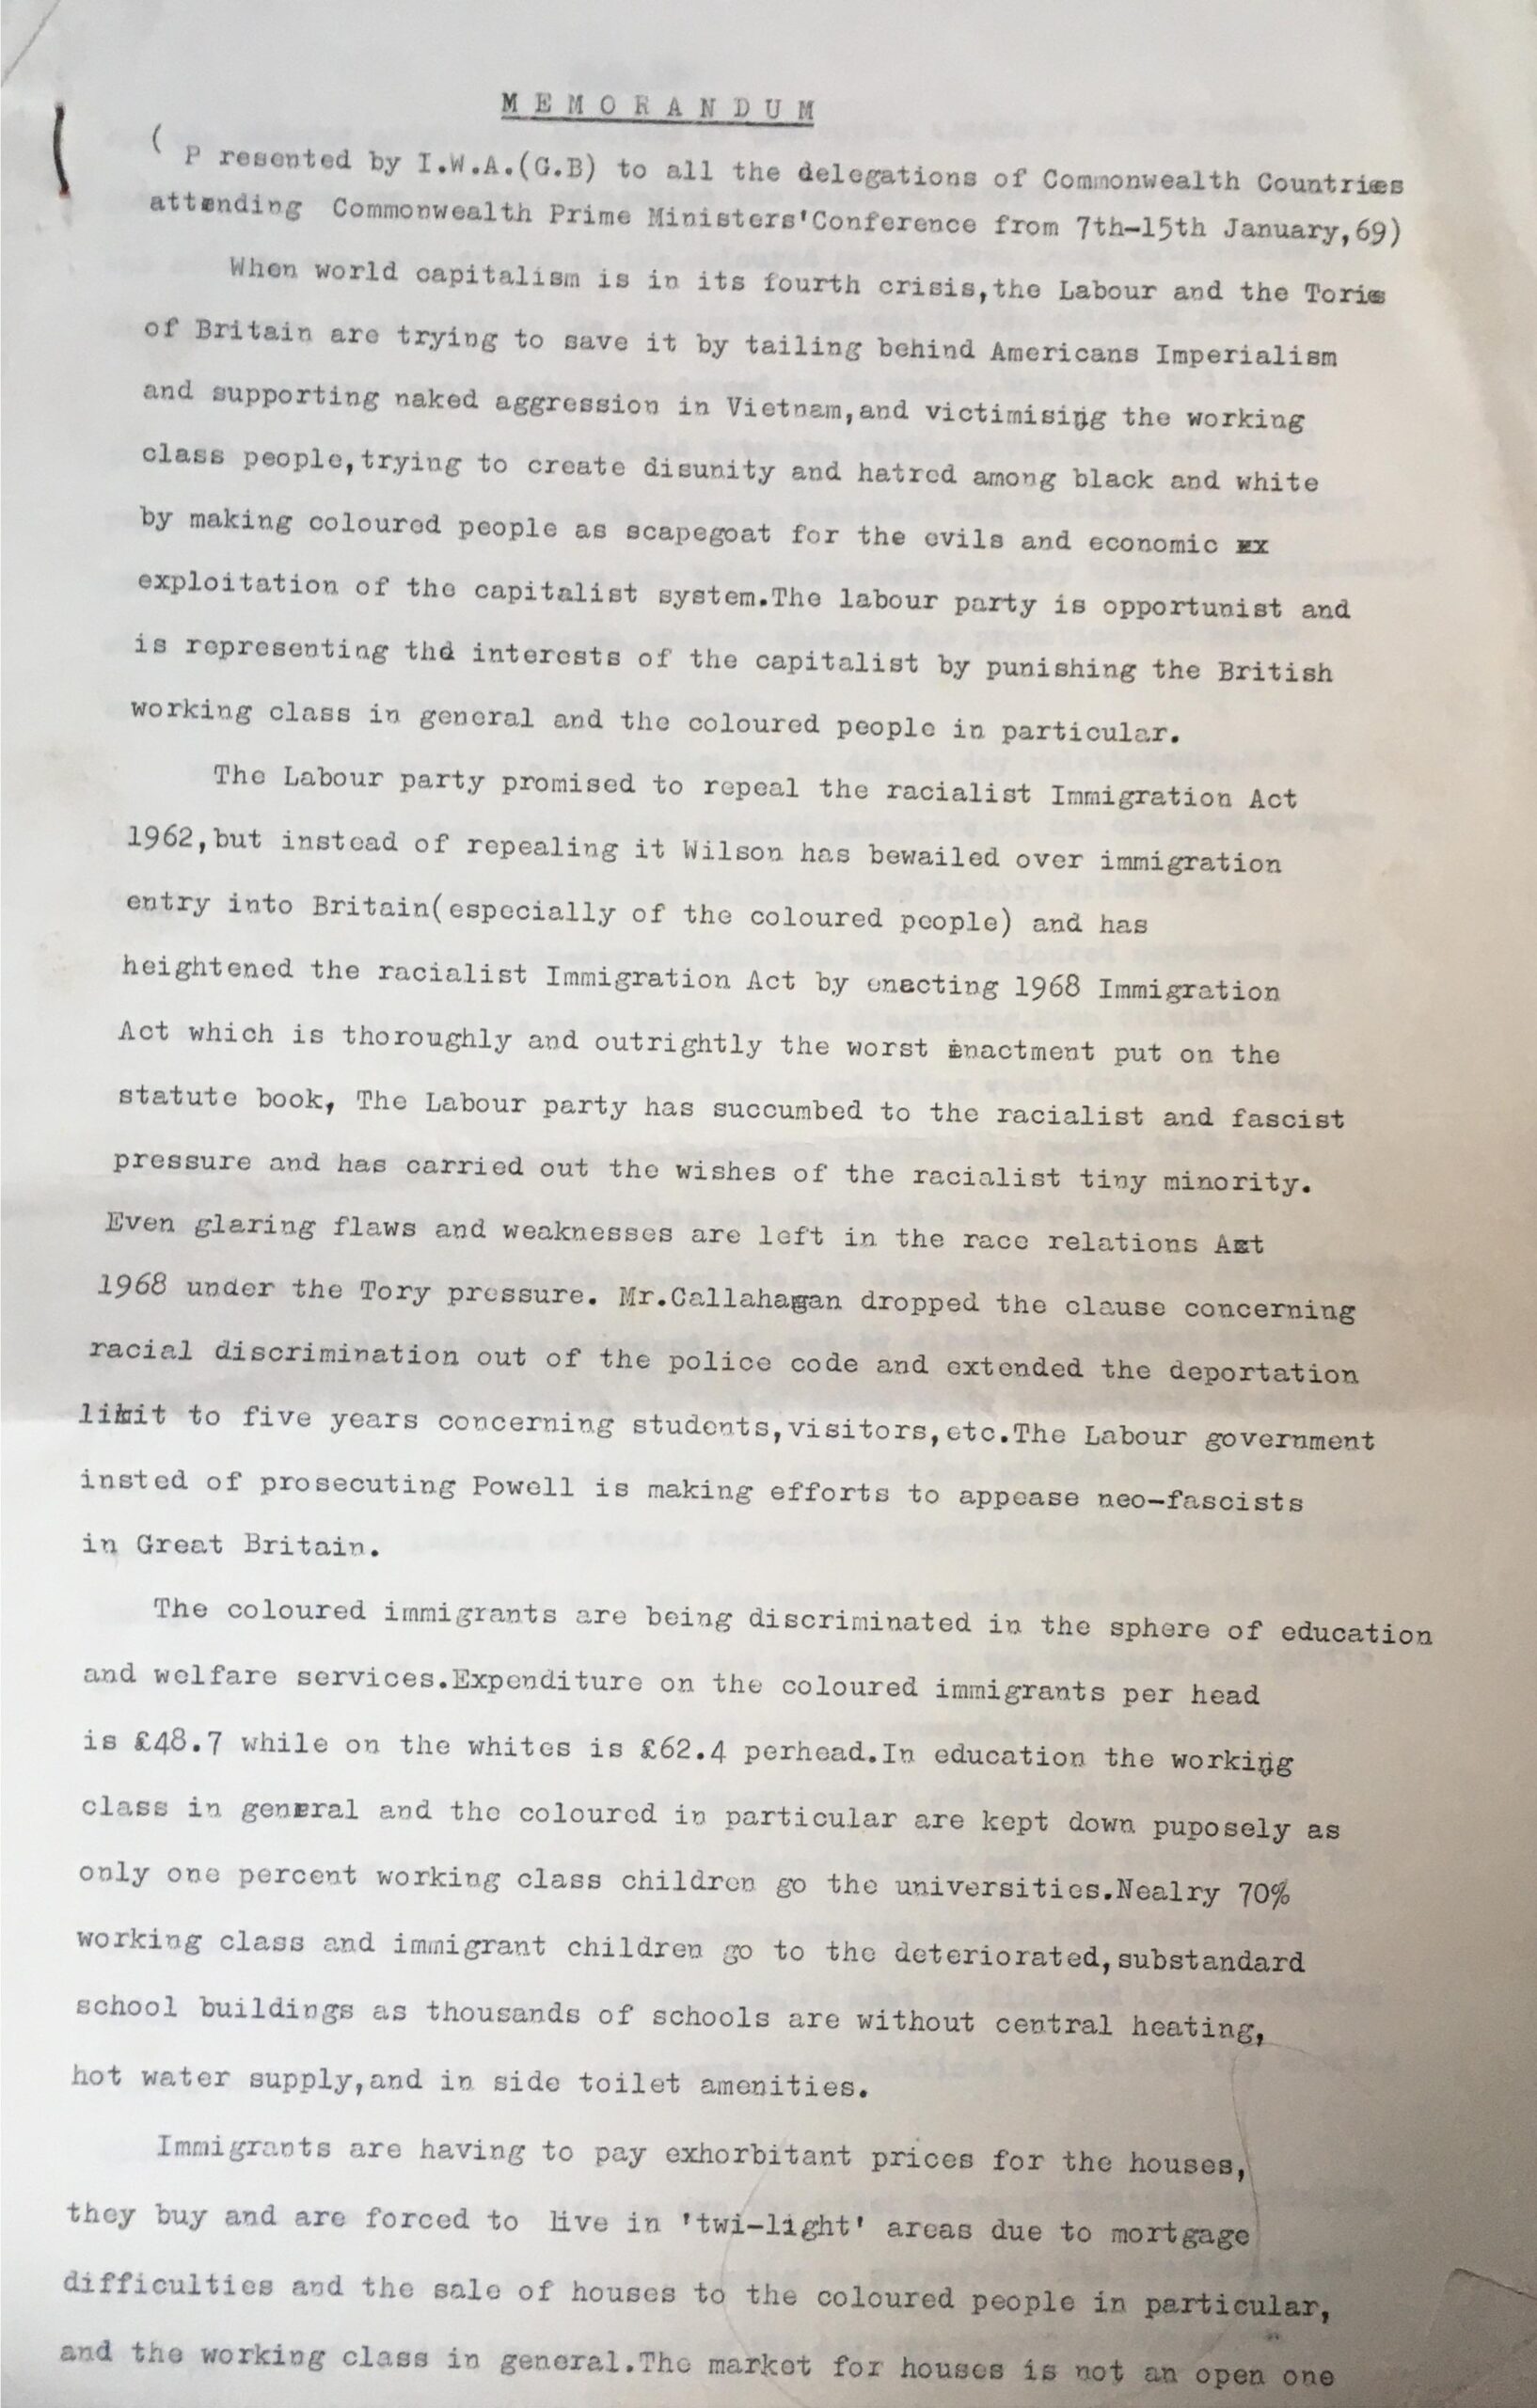 MEMORANDUM
( P resented by I.W.A.(G.B) to all the delegations of Commonwealth Countries
attending Commonwealth Prime Ministers'Conference from 7th-15th January,69)
When world capitalism is in its fourth crisis,the Labour and the Tories
of Britain are trying to save it by tailing behind Americans Imperialism
and supporting naked aggression in Vietnam,and victimising the working
class people,trying to create disunity and hatred among black and white
by making coloured people as scapegoat for the evils and economic ex
exploitation of the capitalist system.The labour party is opportunist and
is representing the interests of the capitalist by punishing the British
working class in general and the coloured people in particular.
The Labour party promised to repeal the racialist Immigration Act
1962,but instead of repealing it Wilson has bewailed over immigration
entry into Britain(especially of the coloured people) and has
heightened the racialist Immigration Act by enacting 1968 Immigration
Act which is thoroughly and outrightly the worst enactment put on the
statute book, The Labour party has succumbed to the racialist and fascist
pressure and has carried out the wishes of the racialist tiny minority.
Even glaring flaws and weaknesses are left in the race relations Act
1968 under the Tory pressure. Mr.Callahagan dropped the clause concerning
racial discrimination out of the police code and extended the deportation
limit to five years concerning students,visitors,etc.The Labour government
insted of prosecuting Powell is making efforts to appease neo-fascists
in Great Britain.
The coloured immigrants are being discriminated in the sphere of education
and welfare services.Expenditure on the coloured immigrants per head
is £48.7 while on the whites is £62.4 perhead.In education the working
class in general and the coloured in particular are kept down puposely as
only one percent working class children go the universities.Nealry 70%
working class and immigrant children go to the deteriorated,substandard
school buildings as thousands of schools are without central heating,
hot water supply,and in side toilet amenities.
Immigrants are having to pay exhorbitant prices for the houses,
they buy and are forced to live in 'twi-light' areas due to mortgage
difficulties and the sale of houses to the coloured people in particular,
and the working class in general.The market for houses is not an open one